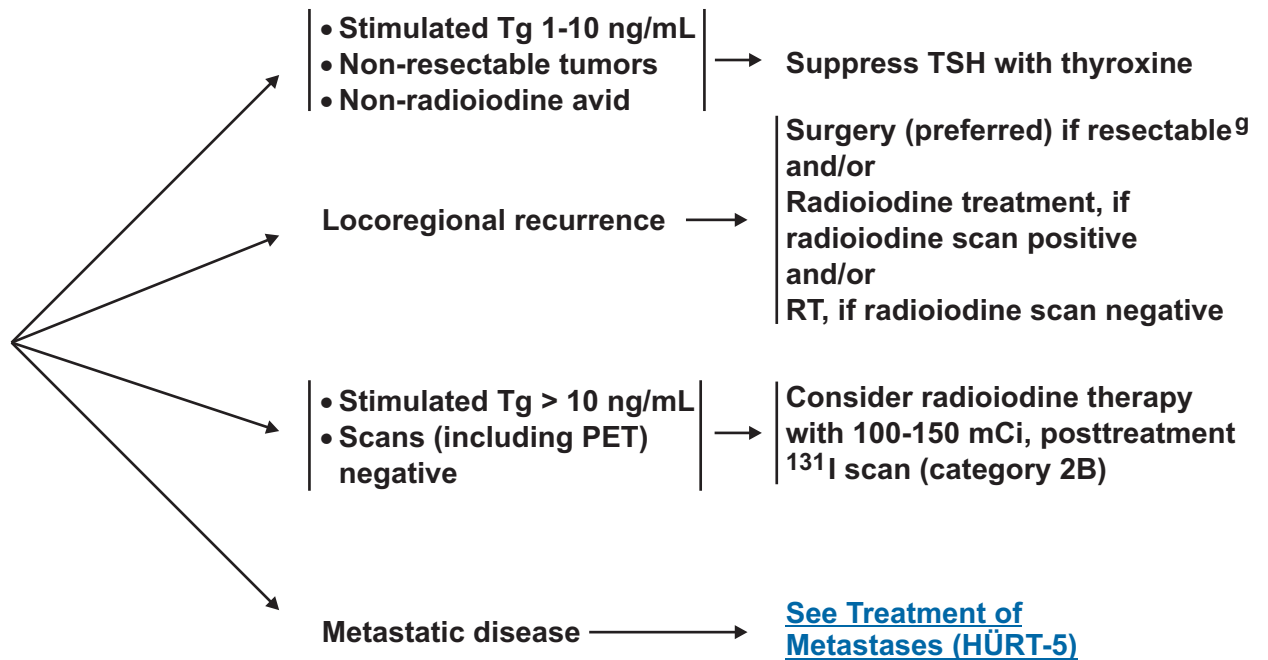 • Stimulated Tg 1-10 ng/mL
• Non-resectable tumors
• Non-radioiodine avid
Suppress TSH with thyroxine
Locoregional recurrence
Surgery (preferred) if resectable g
and/or
Radioiodine treatment, if
radioiodine scan positive
and/or
RT, if radioiodine scan negative
• Stimulated Tg > 10 ng/mL
• Scans (including PET)
negative
Consider radioiodine therapy
with 100-150 mCi, posttreatment
131I scan (category 2B)
Metastatic disease
See Treatment of
Metastases (HÜRT-5)